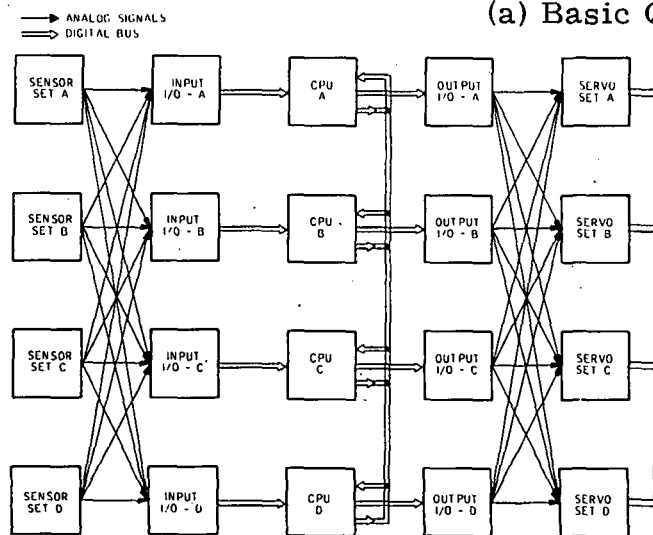 (a) Basic
ANALOG SIGNALS
DIGITAL BUS
SENSOR
SET A
INPUT
I/O - A
CPU
A
OUTPUT
I/O - A
SERVO
SET A
SENSOR
SET B
INPUT
I/O - B
CPU
B
OUTPUT
I/O - B
SERVO
SET B
SENSOR
SET C
INPUT
I/O - C
CPU
C
OUTPUT
I/O - C
SERVO
SET C
SENSOR
SET D
INPUT
I/O - D
CPU
D
OUTPUT
I/O - D
SERVO
SET D